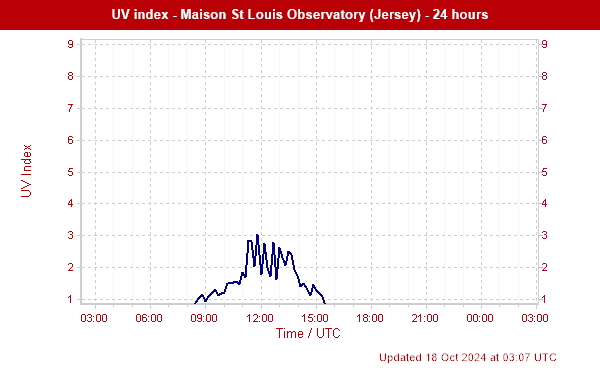 UV index - Maison St Louis Observatory (Jersey) - 24 hours
9 9
8 8
7 7
6 6
5 5
4 4
3 3
2 2
1 1
UV Index
03:00 06:00 09:00 12:00 15:00 18:00 21:00 00:00 03:00
Time / UTC
Updated 18 Oct 2024 at 03:07 UTC